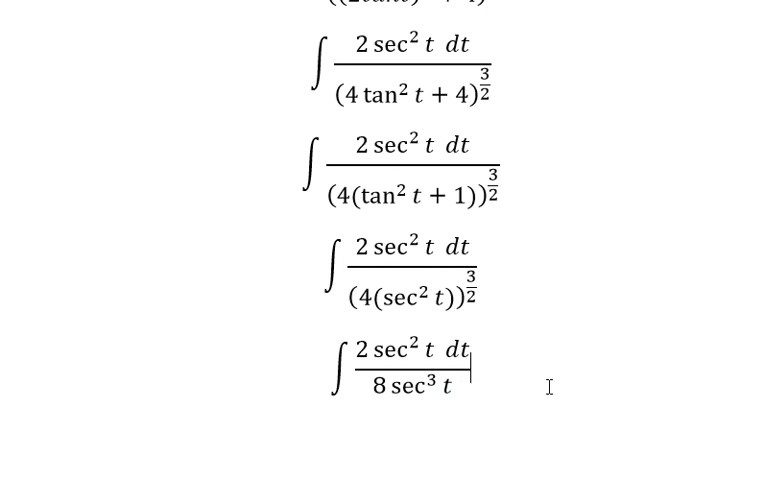 ∫ 2 sec² t dt / (4 tan² t + 4)^(3/2)
∫ 2 sec² t dt / (4(tan² t + 1))^(3/2)
∫ 2 sec² t dt / (4(sec² t))^(3/2)
∫ 2 sec² t dt / 8 sec³ t